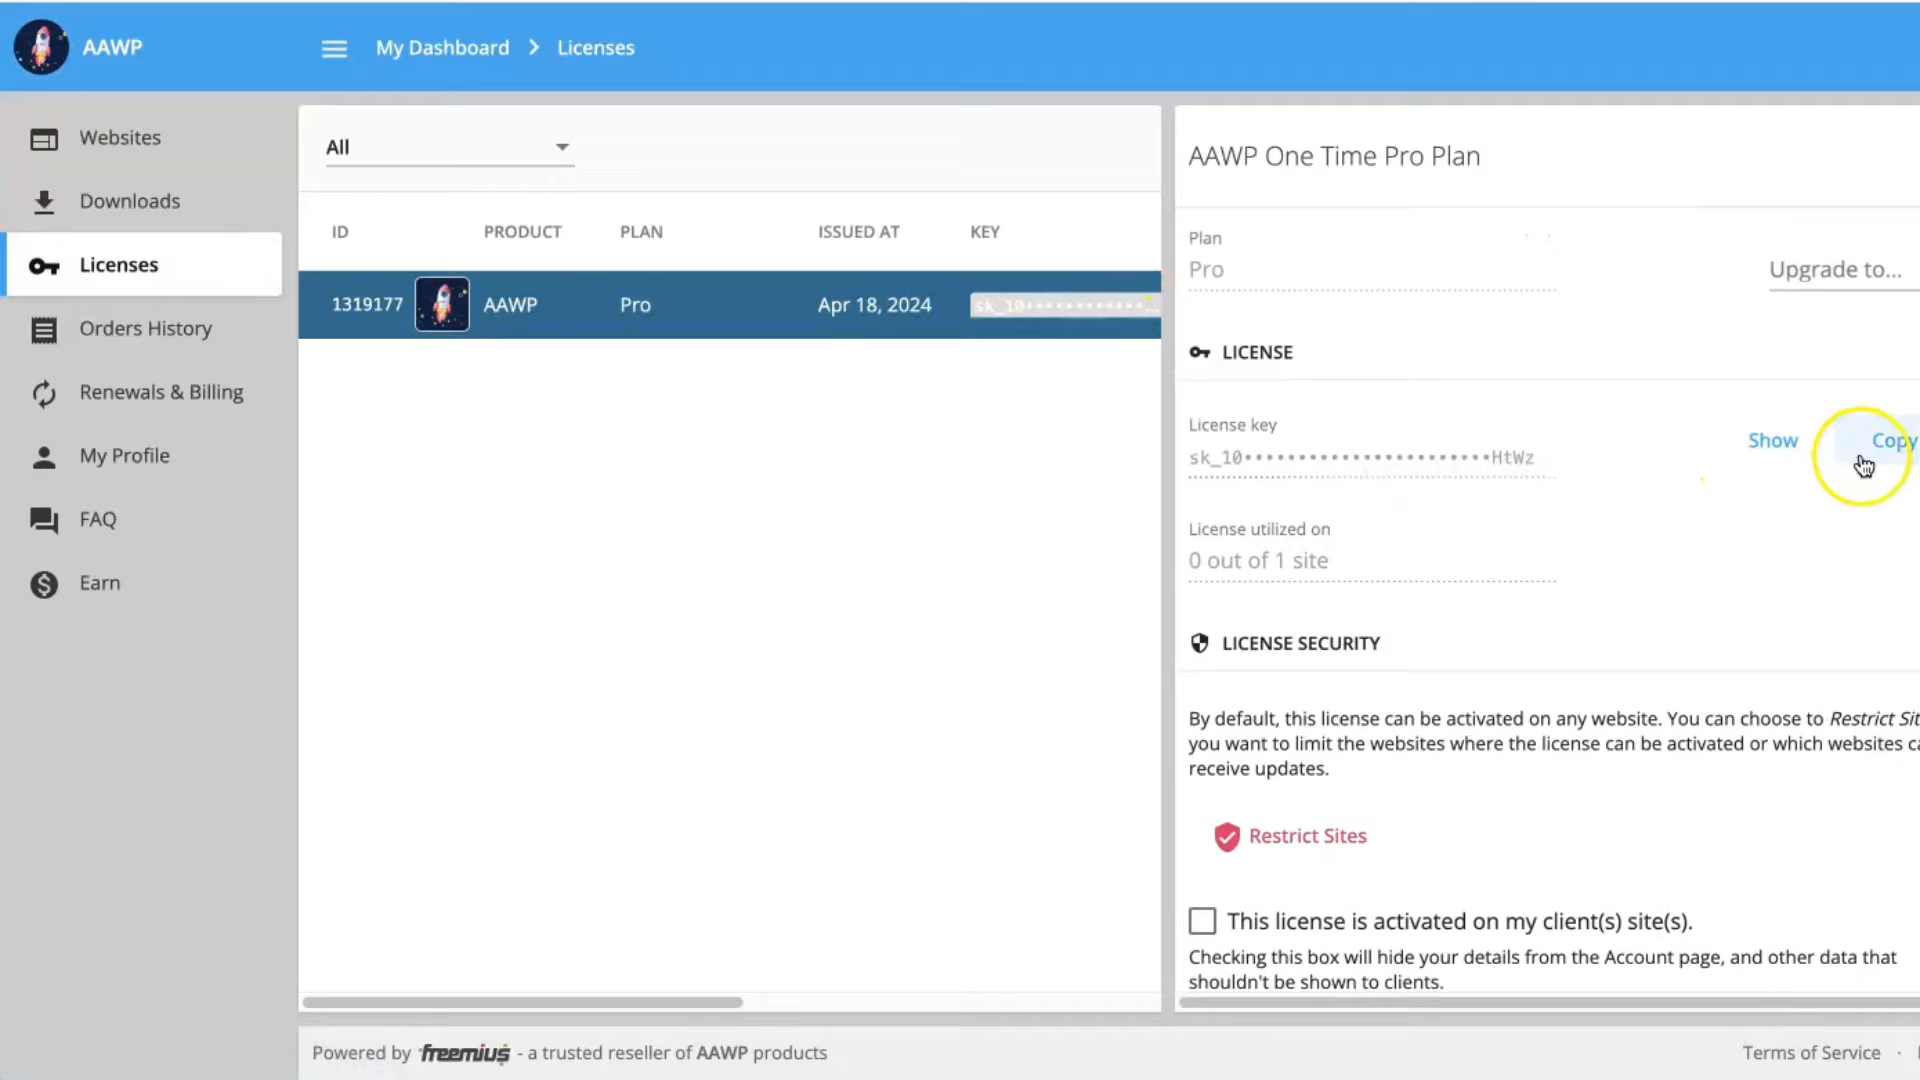 AAWP
My Dashboard > Licenses
Websites
Downloads
Licenses
Orders History
Renewals & Billing
My Profile
FAQ
Earn
All
ID PRODUCT PLAN ISSUED AT KEY
1319177 AAWP Pro Apr 18, 2024 sk_10••••••••••••…
AAWP One Time Pro Plan
Plan
Pro
Upgrade to...
LICENSE
License key
sk_10•••••••••••••••••••••••HtWz
Show Copy
License utilized on
0 out of 1 site
LICENSE SECURITY
By default, this license can be activated on any website. You can choose to Restrict Sit
you want to limit the websites where the license can be activated or which websites ca
receive updates.
Restrict Sites
This license is activated on my client(s) site(s).
Checking this box will hide your details from the Account page, and other data that
shouldn't be shown to clients.
Powered by freemius - a trusted reseller of AAWP products
Terms of Service ·